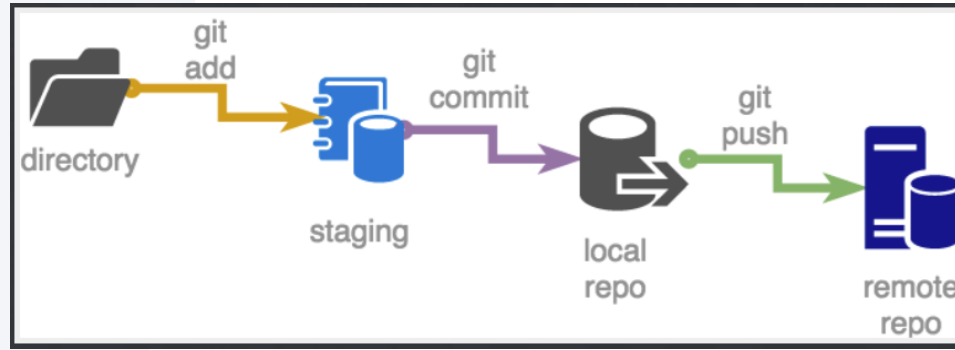 git
add
directory
git
commit
staging
git
push
local
repo
remote
repo